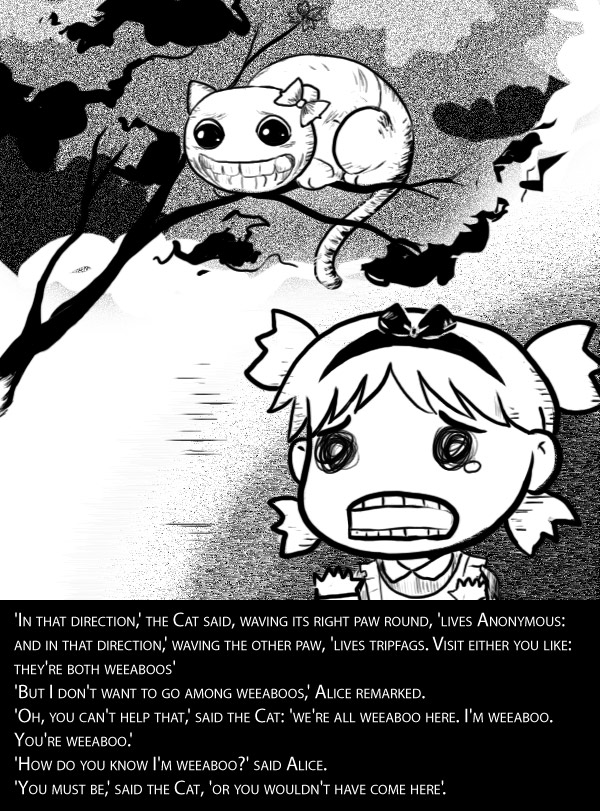 'In that direction,' the Cat said, waving its right paw round, 'lives Anonymous:
and in that direction,' waving the other paw, 'lives tripfags. Visit either you like:
they're both weeaboos'
'But I don't want to go among weeaboos,' Alice remarked.
'Oh, you can't help that,' said the Cat: 'we're all weeaboo here. I'm weeaboo.
You're weeaboo.'
'How do you know I'm weeaboo?' said Alice.
'You must be,' said the Cat, 'or you wouldn't have come here'.